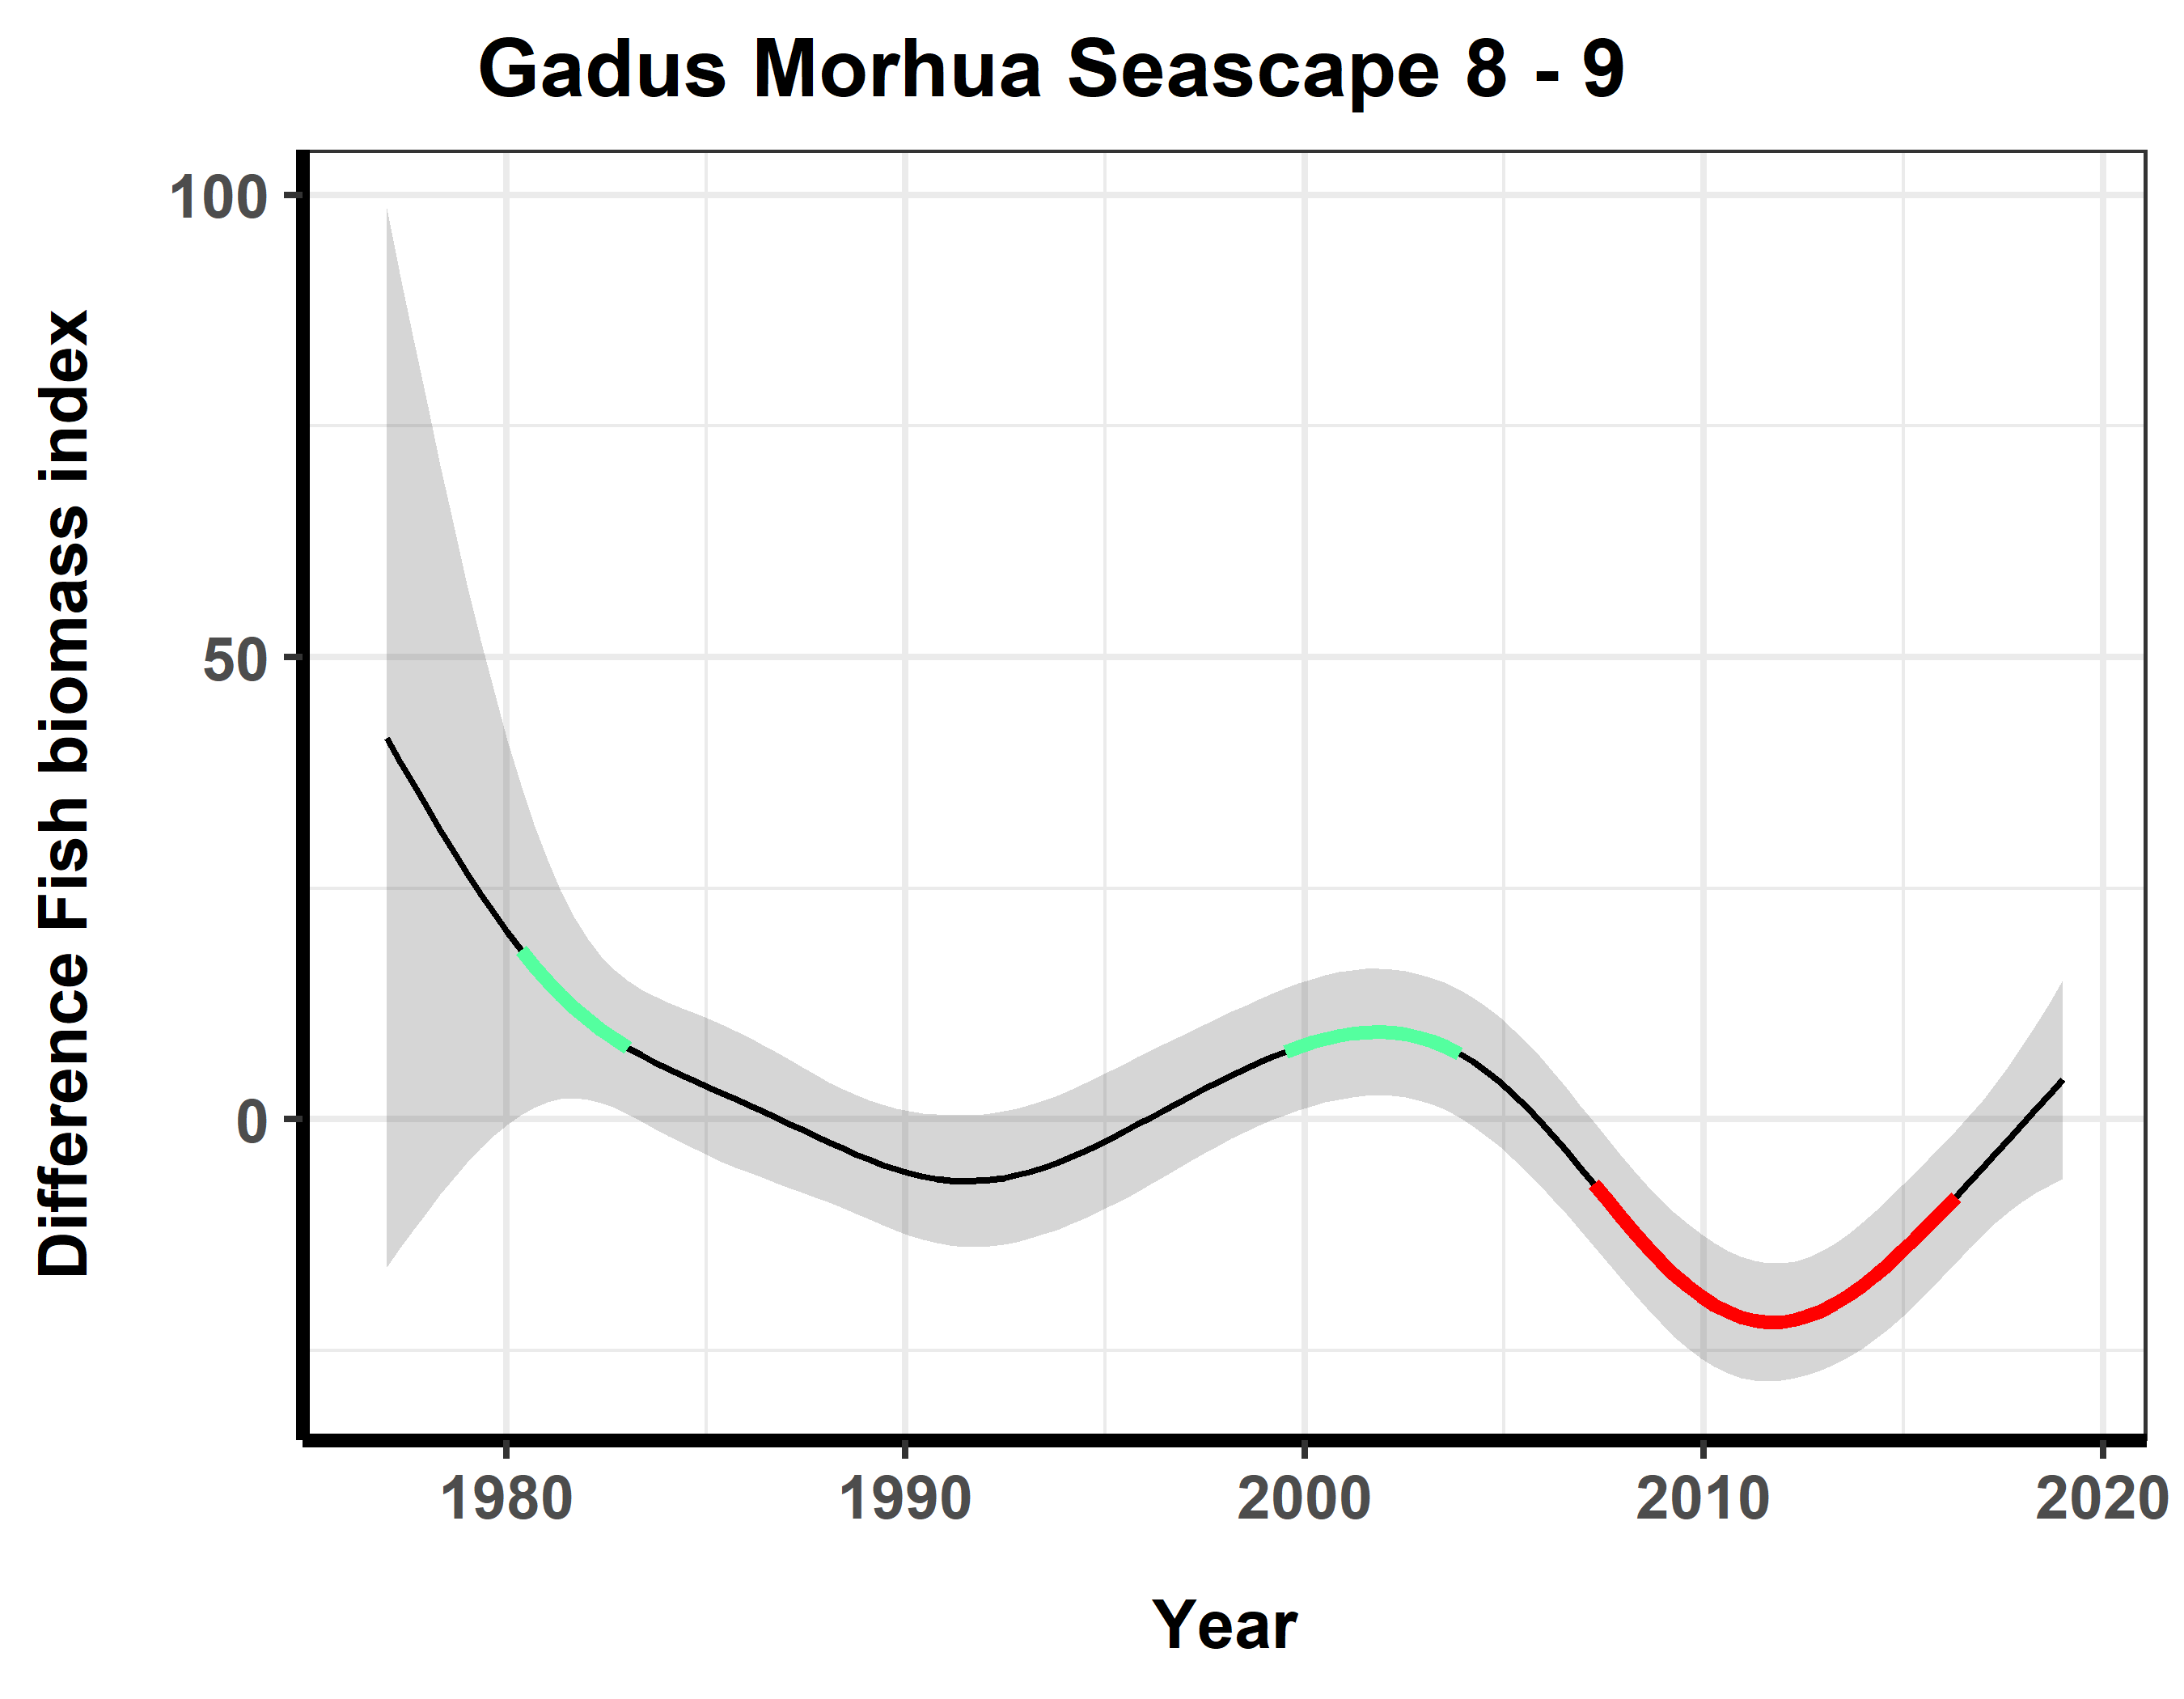 Gadus Morhua Seascape 8 - 9
Difference Fish biomass index
100
50
0
1980 1990 2000 2010 2020
Year